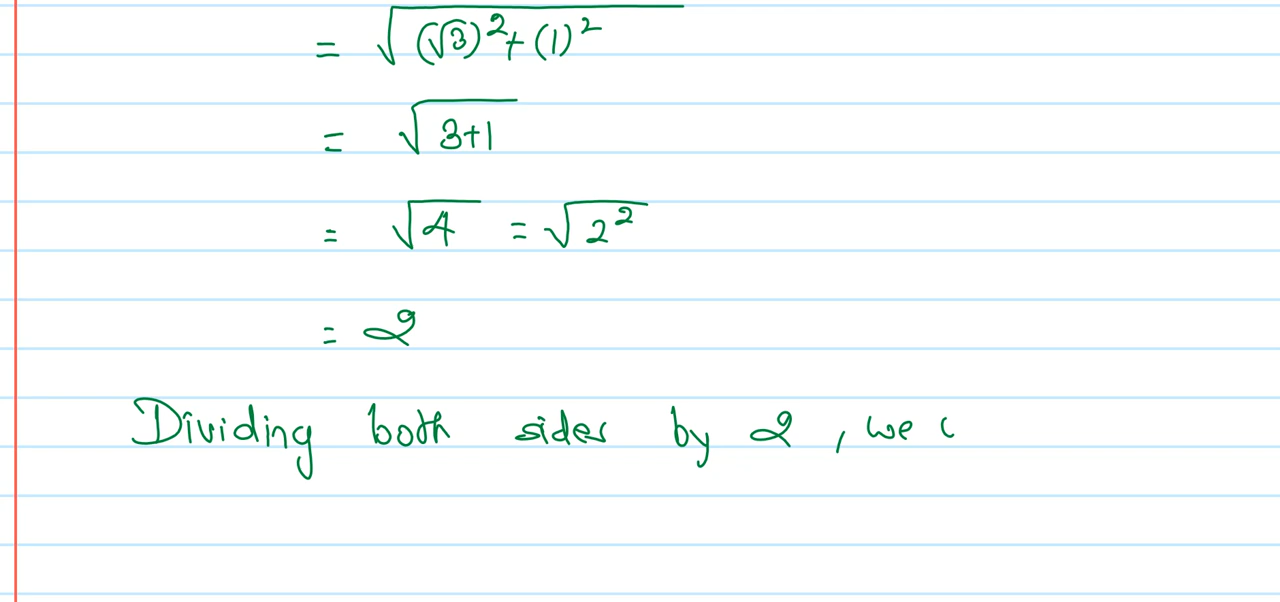 = √((√3)²+(1)²)
= √(3+1)
= √4 = √(2²)
= 2
Dividing both sides by 2, we